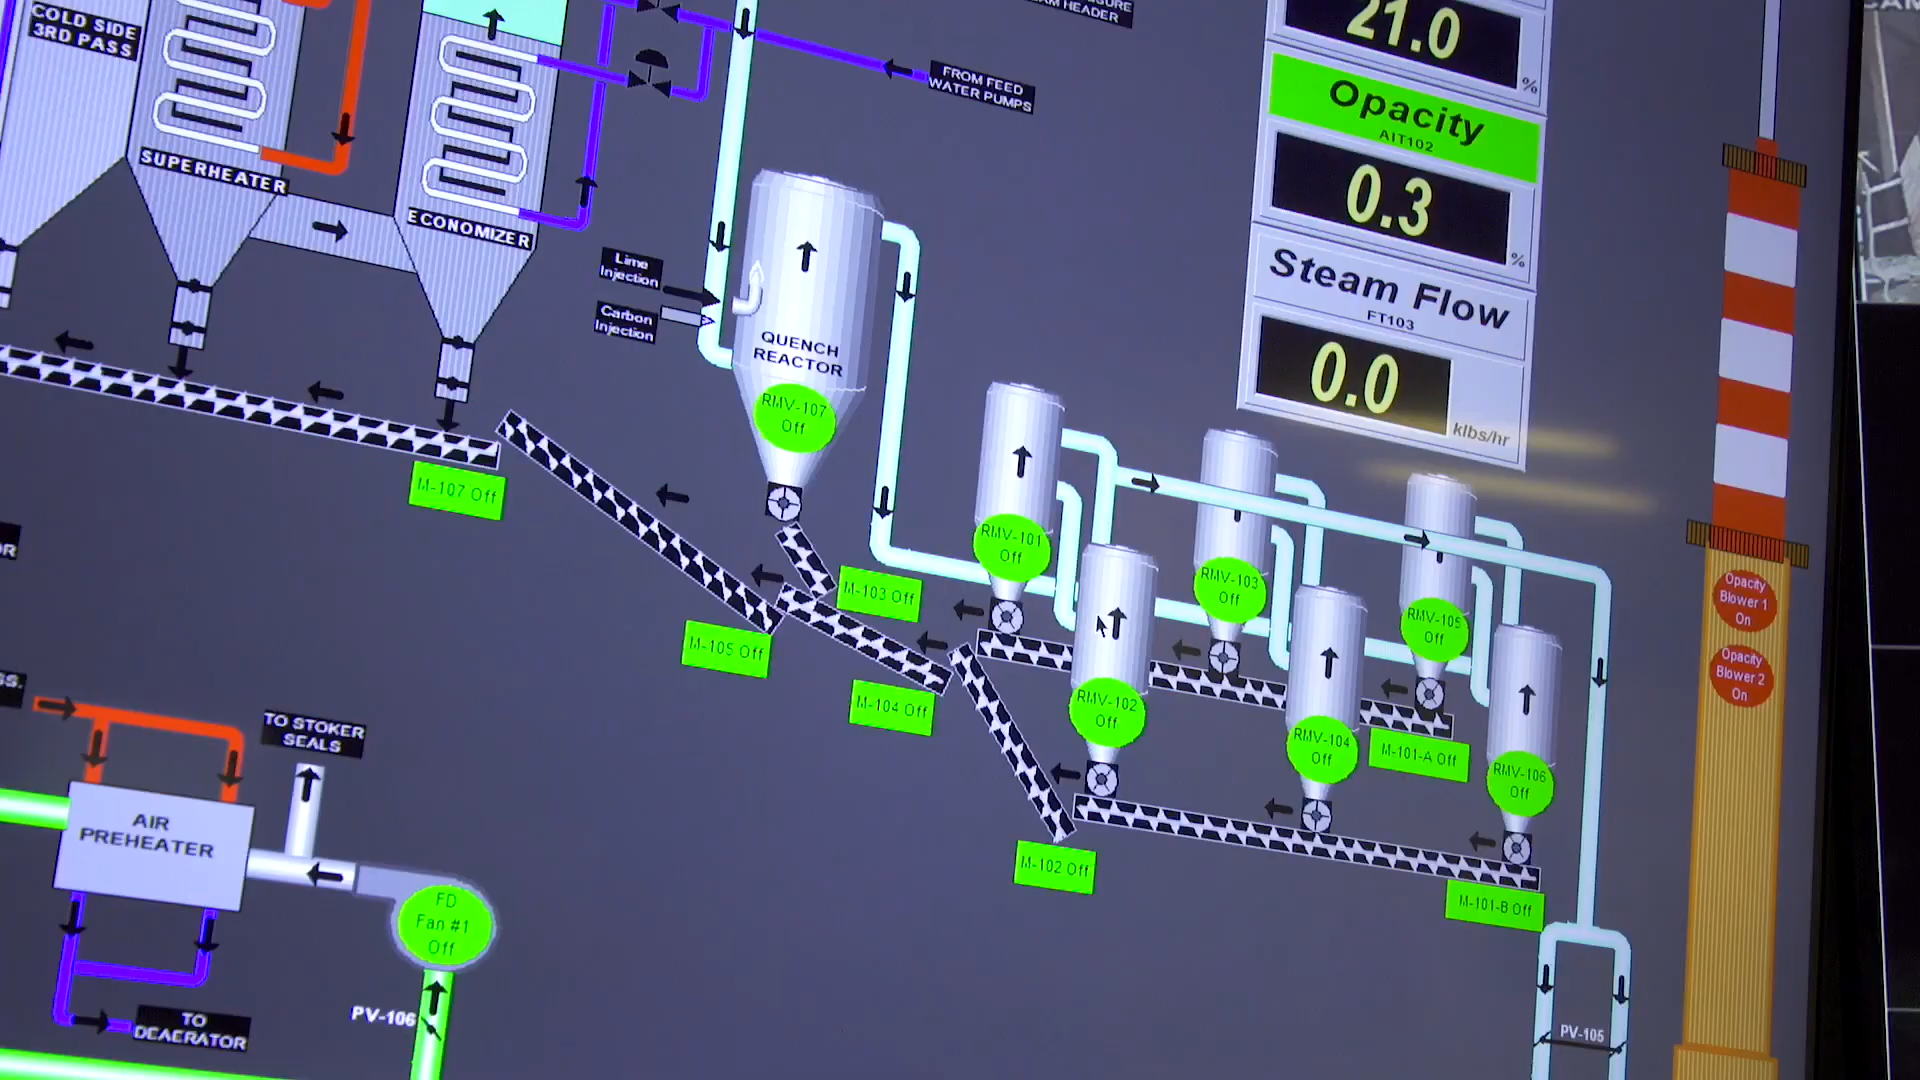 COLD SIDE
3RD PASS
SUPERHEATER
ECONOMIZER
FROM FEED
WATER PUMPS
HEADER
21.0
%
Opacity
AIT102
0.3
%
Steam Flow
FT103
0.0
klbs/hr
Lime
Injection
Carbon
Injection
QUENCH
REACTOR
RMV-107
Off
M-107 Off
M-103 Off
M-105 Off
M-104 Off
RMV-101
Off
RMV-103
Off
RMV-105
Off
RMV-102
Off
RMV-104
Off
RMV-106
Off
M-101-A Off
M-102 Off
M-101-B Off
Opacity
Blower 1
On
Opacity
Blower 2
On
TO STOKER
SEALS
AIR
PREHEATER
FD
Fan #1
Off
TO
DEAERATOR
PV-106
PV-105